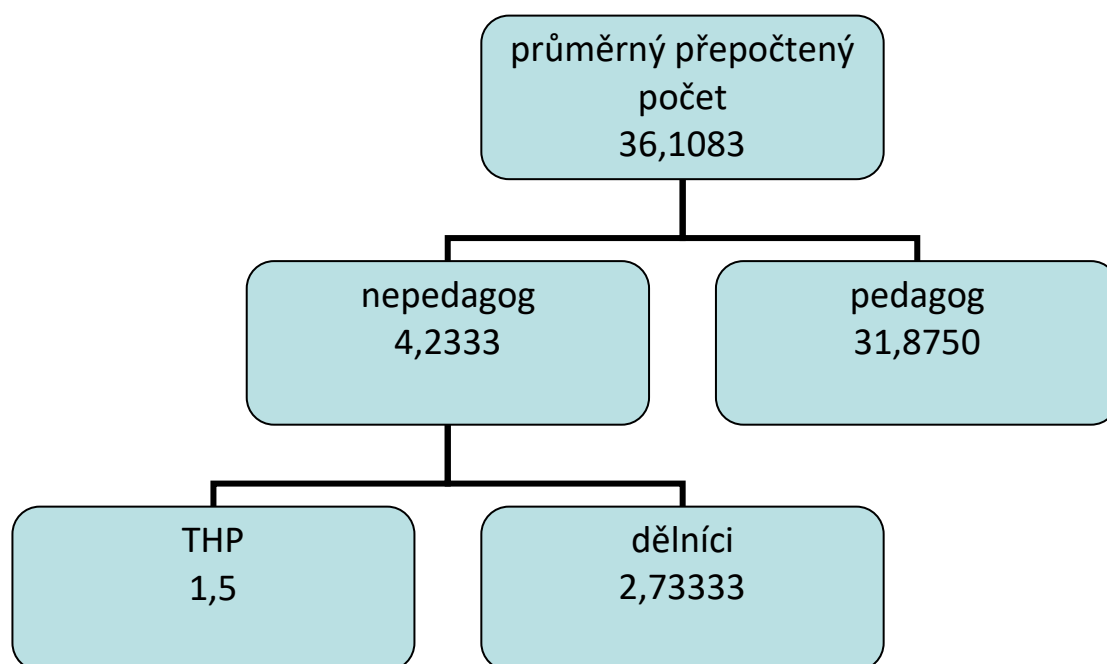 průměrný přepočtený
počet
36,1083
nepedagog
4,2333
pedagog
31,8750
THP
1,5
dělníci
2,73333